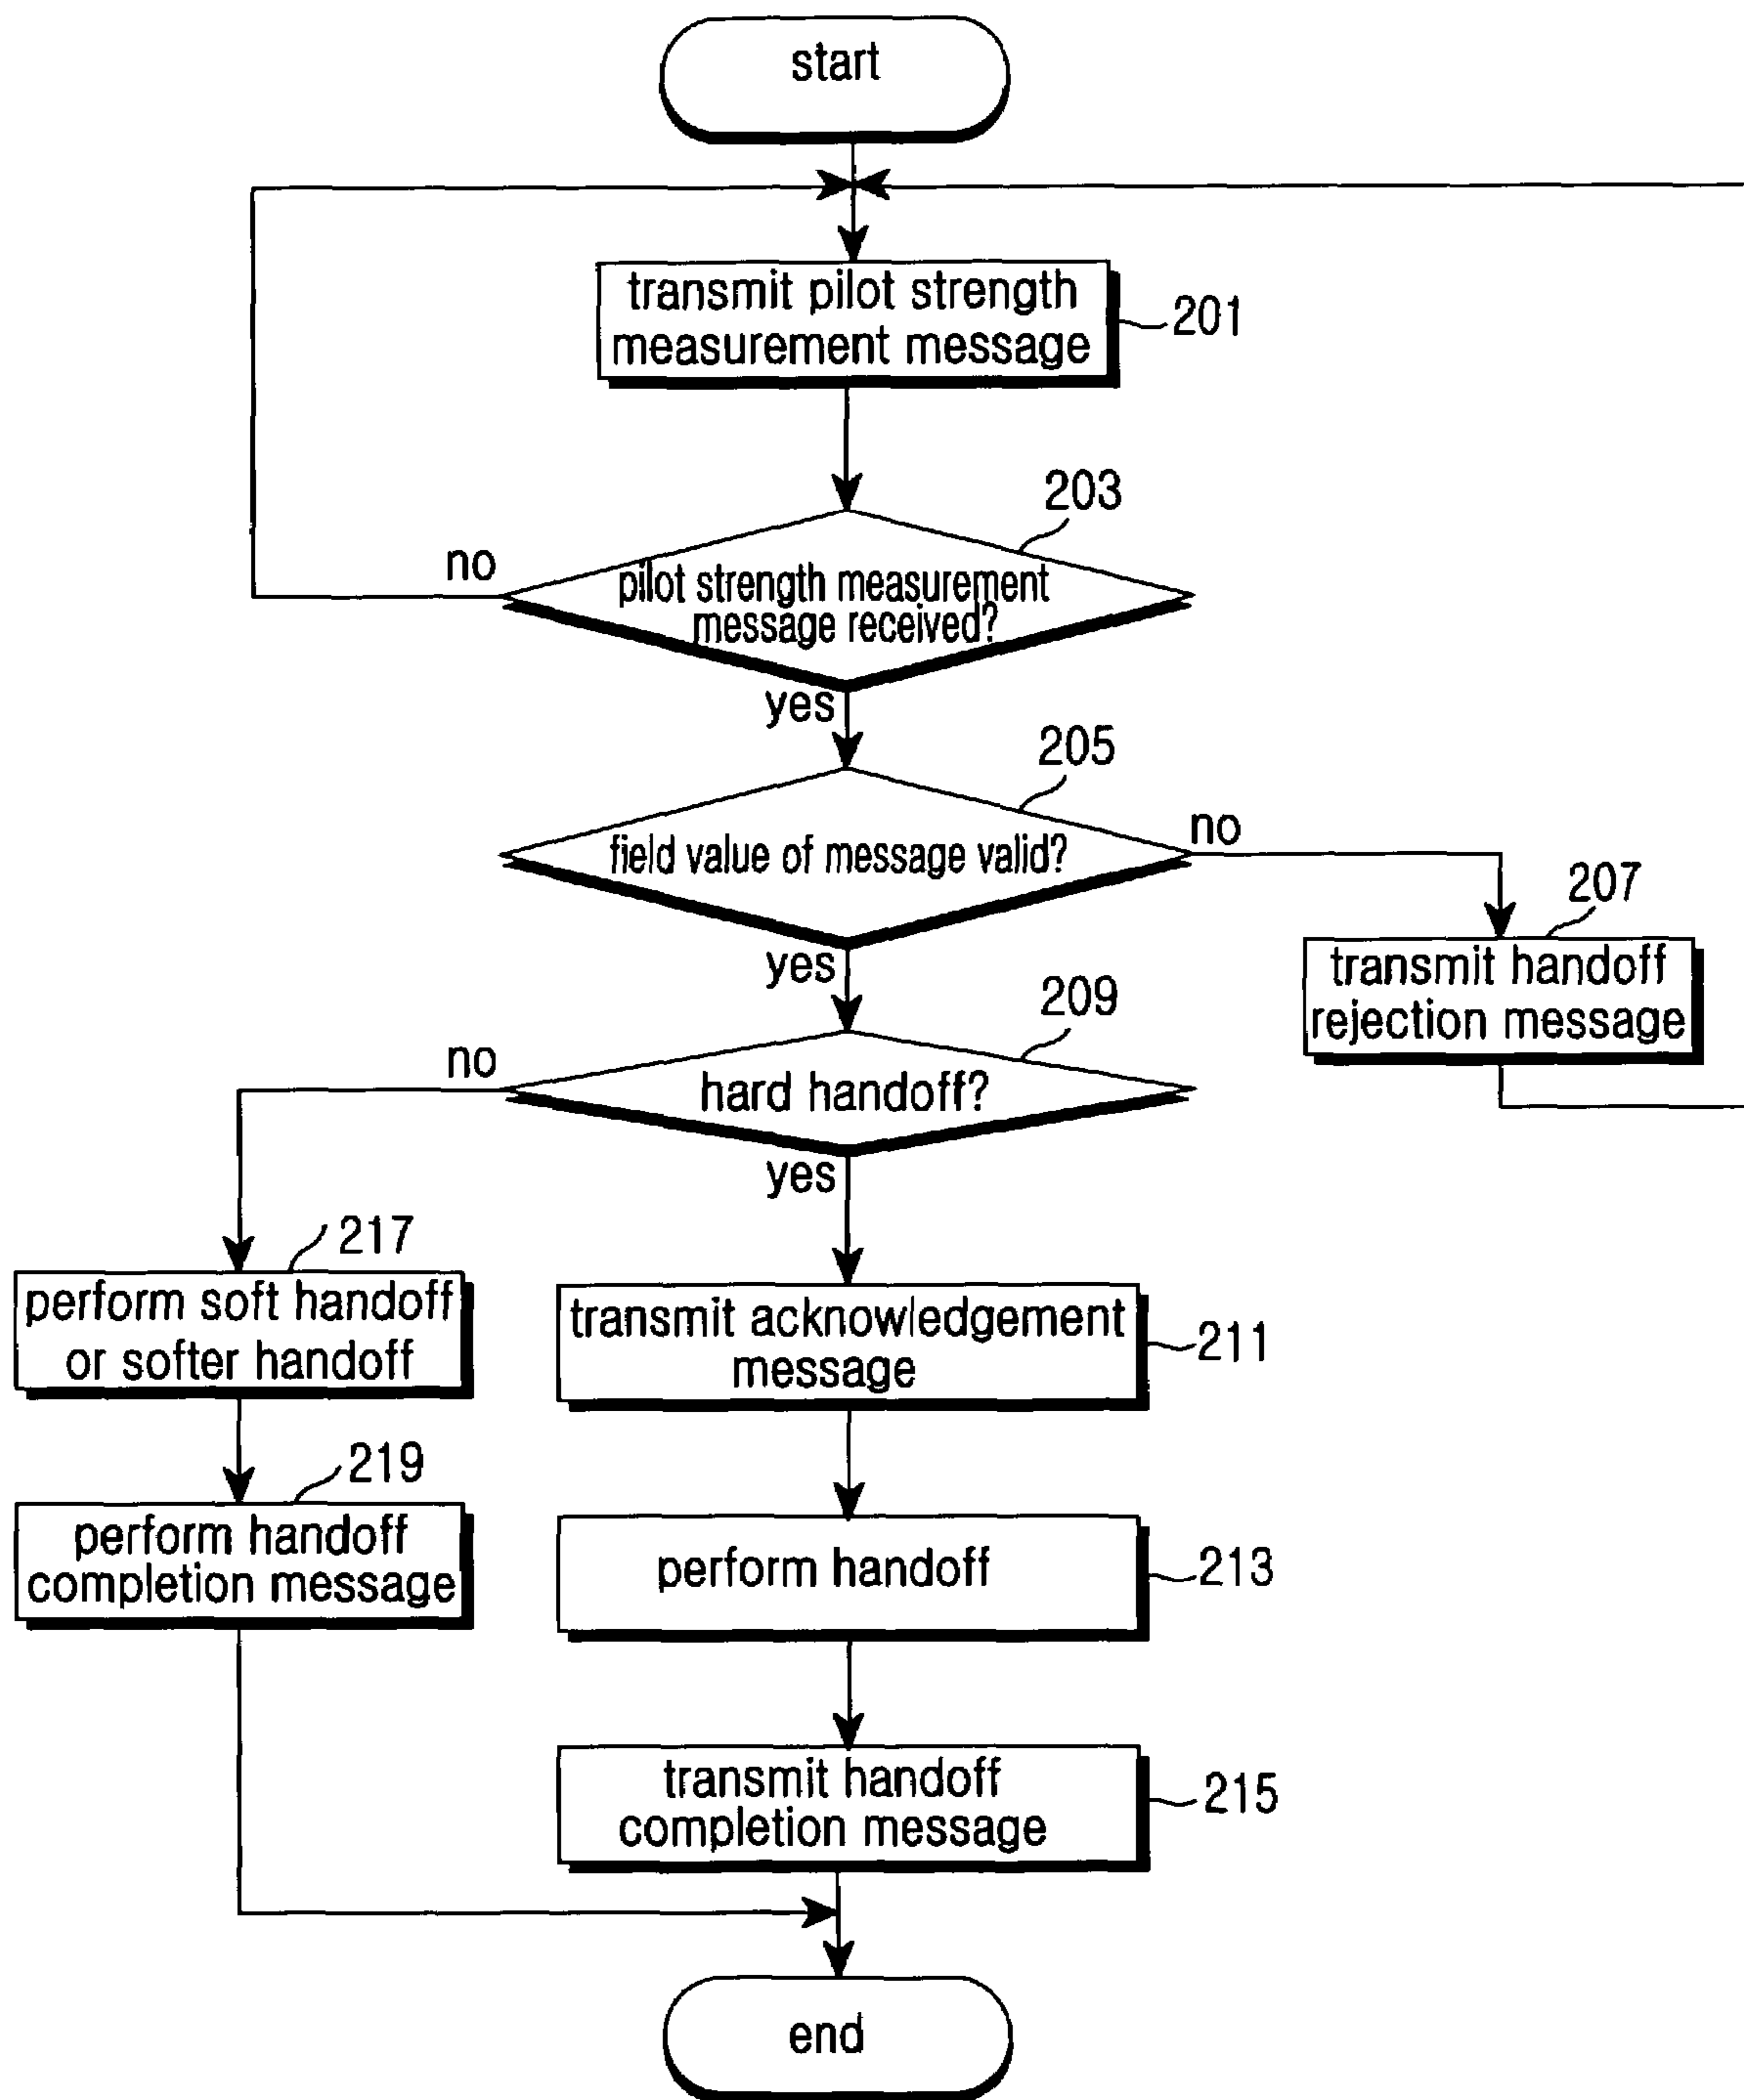 start
transmit pilot strength
measurement message
201
203
no
pilot strength measurement
message received?
yes
205
field value of message valid?
no
207
transmit handoff
rejection message
yes
209
no
hard handoff?
yes
217
perform soft handoff
or softer handoff
transmit acknowledgement
message
211
219
perform handoff
completion message
perform handoff
213
transmit handoff
completion message
215
end